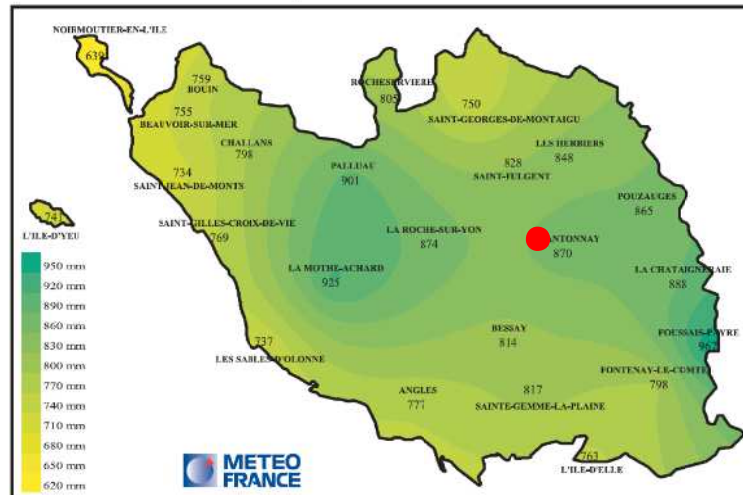 NOIRMOUTIER-EN-L'ILE
639
759
BOUIN
755
BEAUVOIR-SUR-MER
ROCHESERVIERE
805
750
SAINT-GEORGES-DE-MONTAIGU
CHALLANS
798
LES HERBIERS
848
828
SAINT-FULGENT
PALLUAU
901
734
SAINT JEAN-DE-MONTS
POUZAUGES
865
741
L'ILE-D'YEU
SAINT-GILLES-CROIX-DE-VIE
769
LA ROCHE-SUR-YON
874
ANTONNAY
870
LA MOTHE-ACHARD
925
LA CHATAIGNERAIE
888
950 mm
920 mm
890 mm
860 mm
830 mm
800 mm
770 mm
740 mm
710 mm
680 mm
650 mm
620 mm
BESSAY
814
FOUSSAIS-PAYRE
962
737
LES SABLES-D'OLONNE
FONTENAY-LE-COMTE
798
ANGLES
777
817
SAINTE-GEMME-LA-PLAINE
763
L'ILE-D'ELLE
METEO
FRANCE